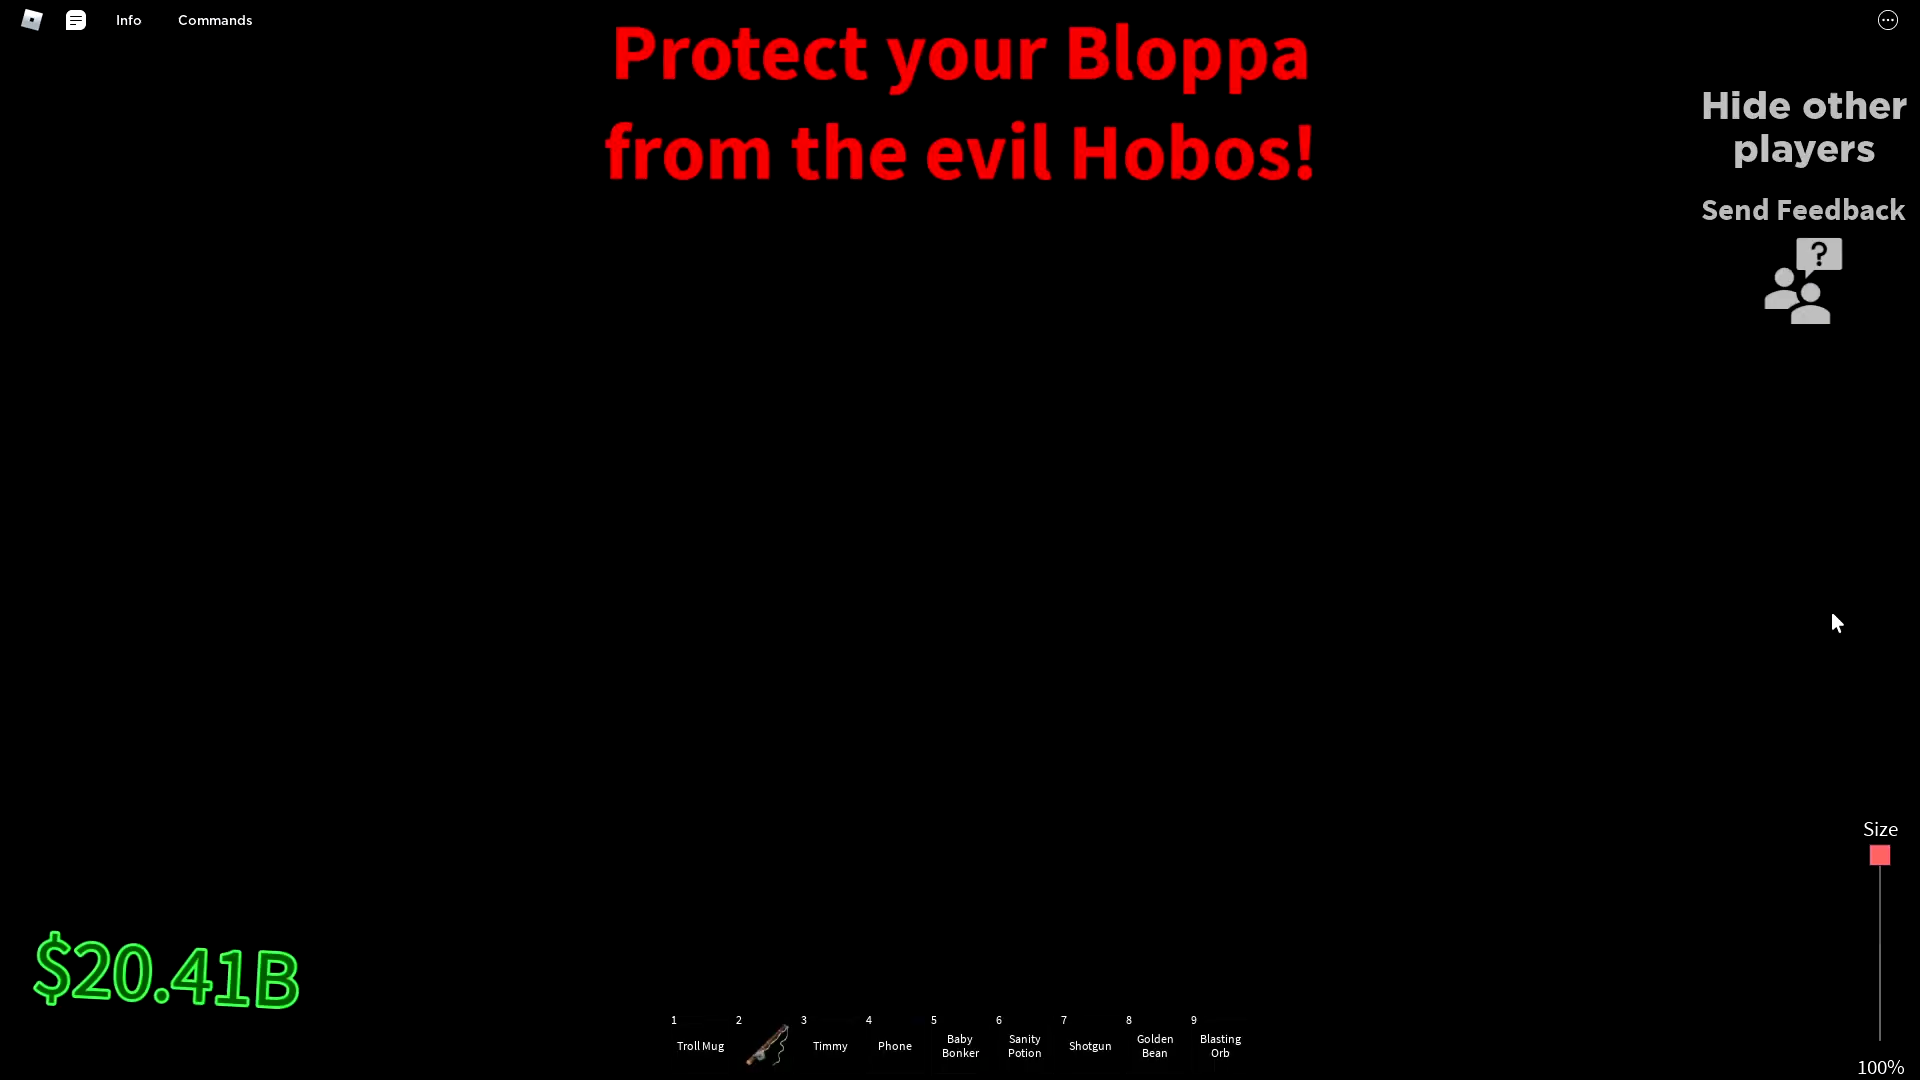 Info
Commands
Protect your Bloppa
from the evil Hobos!
Hide other
players
Send Feedback
?
Size
100%
$20.41B
1
Troll Mug
2
3
Timmy
4
Phone
5
Baby
Bonker
6
Sanity
Potion
7
Shotgun
8
Golden
Bean
9
Blasting
Orb